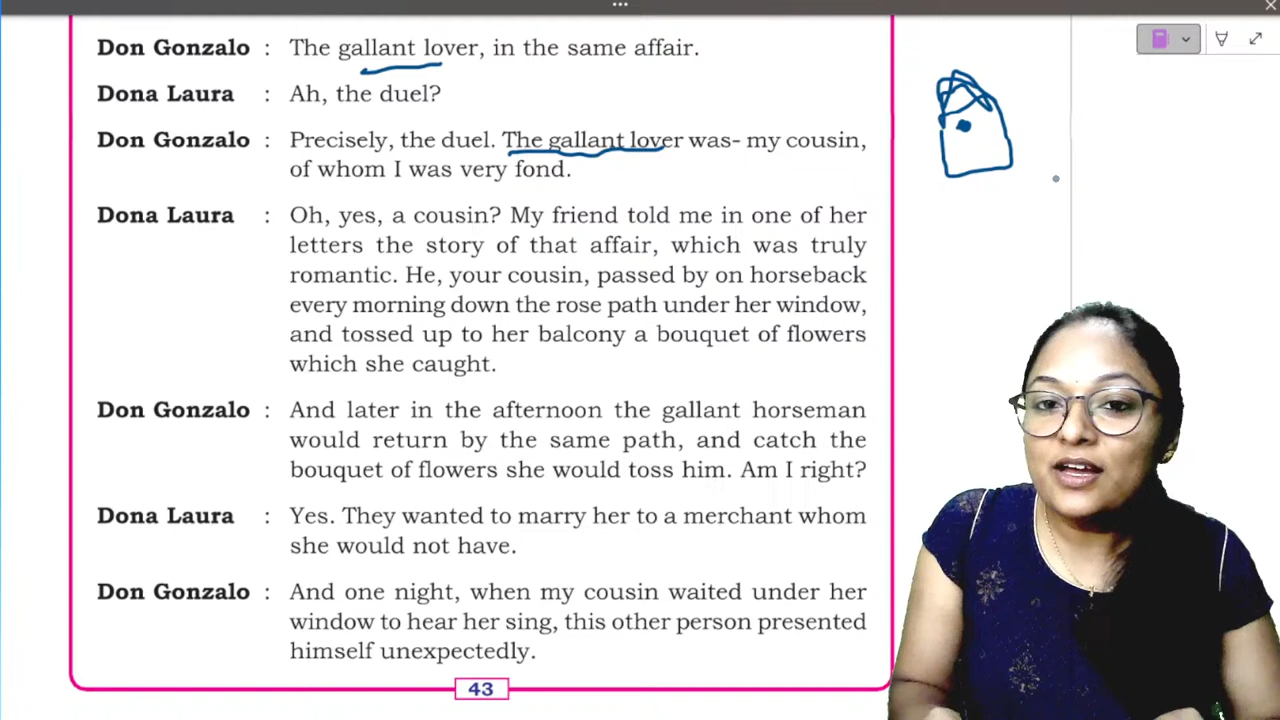 Don Gonzalo : The gallant lover, in the same affair.
Dona Laura : Ah, the duel?
Don Gonzalo : Precisely, the duel. The gallant lover was- my cousin,
of whom I was very fond.
Dona Laura : Oh, yes, a cousin? My friend told me in one of her
letters the story of that affair, which was truly
romantic. He, your cousin, passed by on horseback
every morning down the rose path under her window,
and tossed up to her balcony a bouquet of flowers
which she caught.
Don Gonzalo : And later in the afternoon the gallant horseman
would return by the same path, and catch the
bouquet of flowers she would toss him. Am I right?
Dona Laura : Yes. They wanted to marry her to a merchant whom
she would not have.
Don Gonzalo : And one night, when my cousin waited under her
window to hear her sing, this other person presented
himself unexpectedly.
43